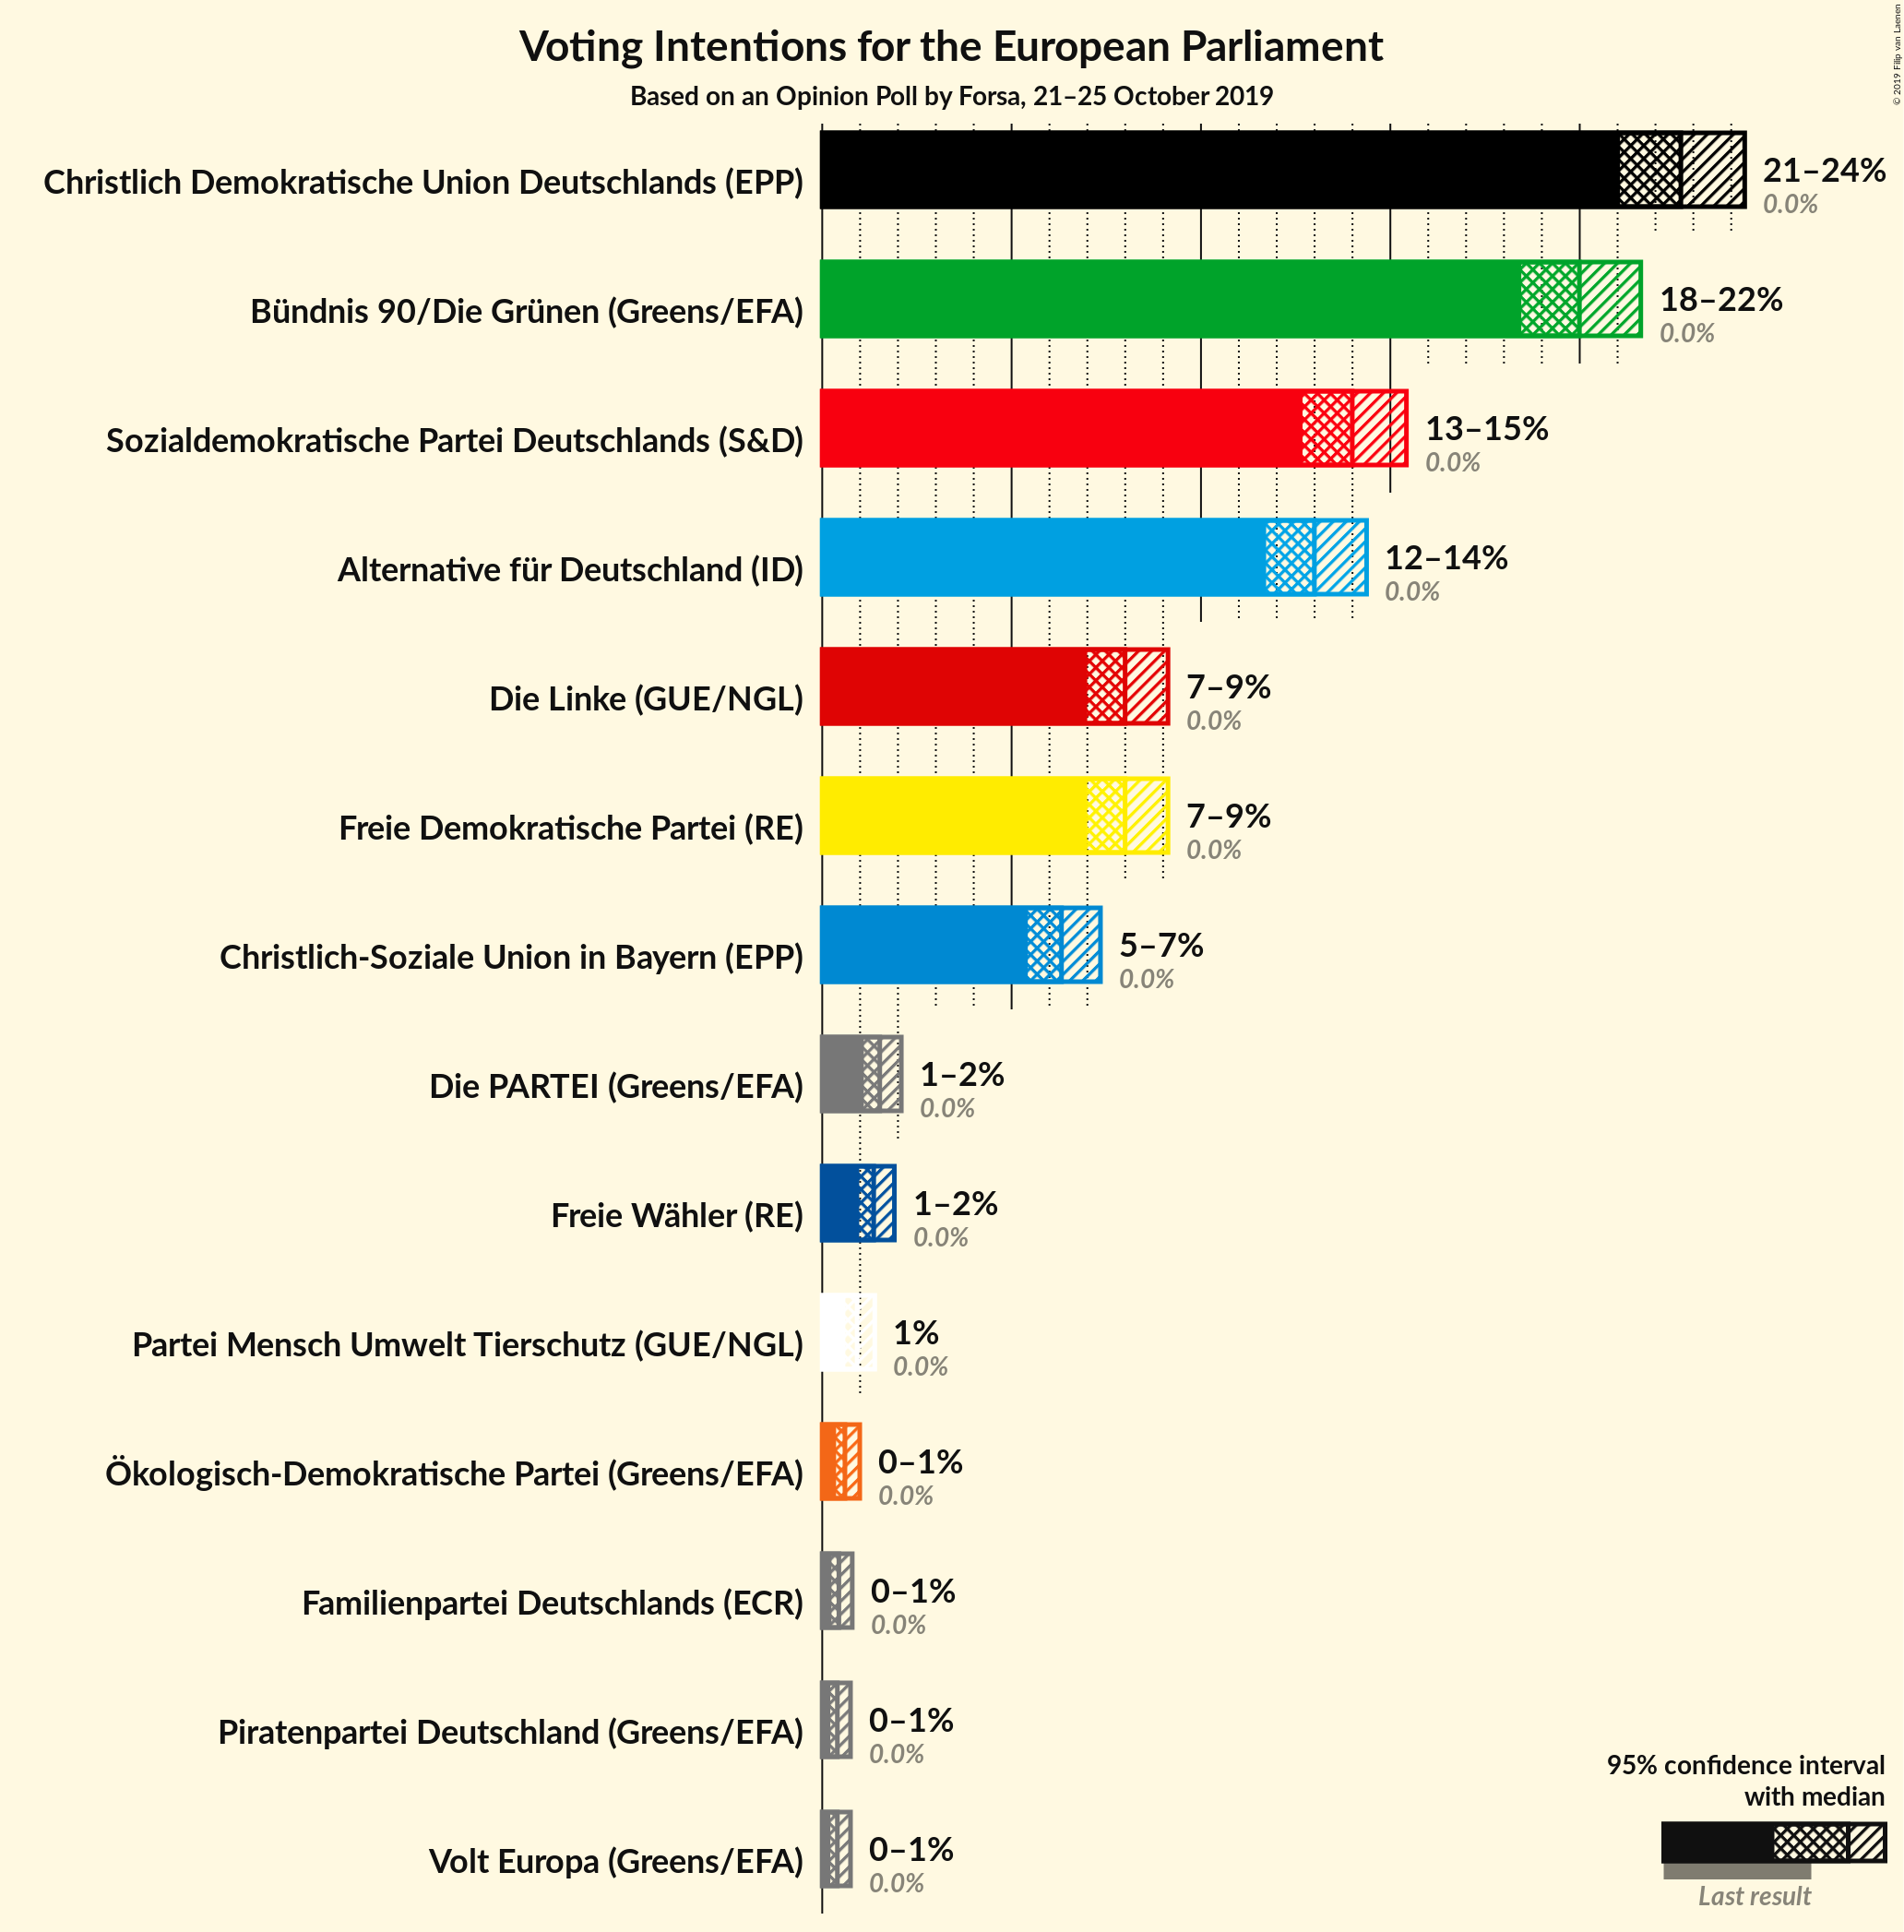 Voting Intentions for the European Parliament
Based on an Opinion Poll by Forsa, 21–25 October 2019
© 2019 Filip van Laenen
Christlich Demokratische Union Deutschlands (EPP)
21–24%
0.0%
Bündnis 90/Die Grünen (Greens/EFA)
18–22%
0.0%
Sozialdemokratische Partei Deutschlands (S&D)
13–15%
0.0%
Alternative für Deutschland (ID)
12–14%
0.0%
Die Linke (GUE/NGL)
7–9%
0.0%
Freie Demokratische Partei (RE)
7–9%
0.0%
Christlich-Soziale Union in Bayern (EPP)
5–7%
0.0%
Die PARTEI (Greens/EFA)
1–2%
0.0%
Freie Wähler (RE)
1–2%
0.0%
Partei Mensch Umwelt Tierschutz (GUE/NGL)
1%
0.0%
Ökologisch-Demokratische Partei (Greens/EFA)
0–1%
0.0%
Familienpartei Deutschlands (ECR)
0–1%
0.0%
Piratenpartei Deutschland (Greens/EFA)
0–1%
0.0%
Volt Europa (Greens/EFA)
0–1%
0.0%
95% confidence interval
with median
Last result